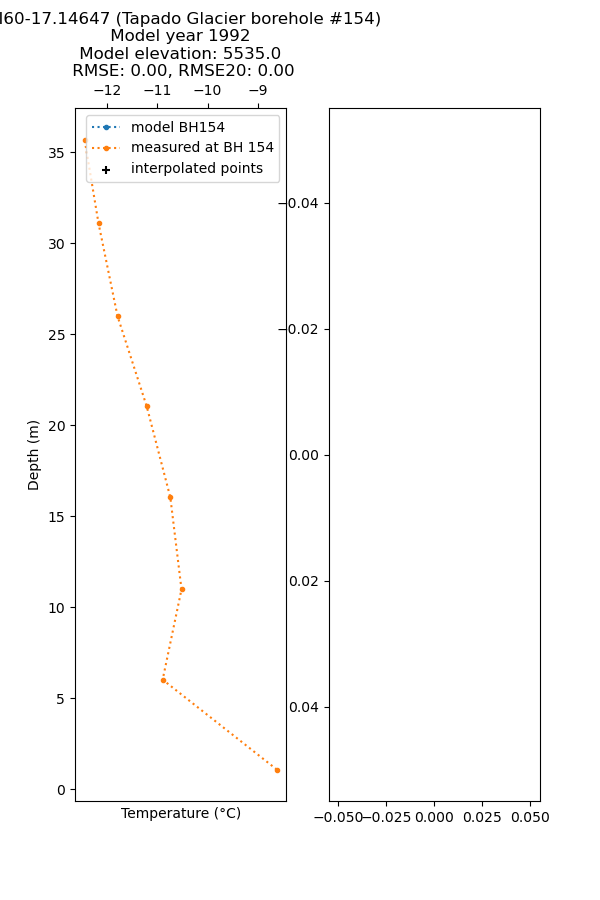 l60-17.14647 (Tapado Glacier borehole #154)
Model year 1992
Model elevation: 5535.0
RMSE: 0.00, RMSE20: 0.00
−12 −11 −10 −9
model BH154
measured at BH 154
interpolated points
35
30
25
20
15
10
5
0
Depth (m)
Temperature (°C)
−0.04
−0.02
0.00
0.02
0.04
−0.050 −0.025 0.000 0.025 0.050